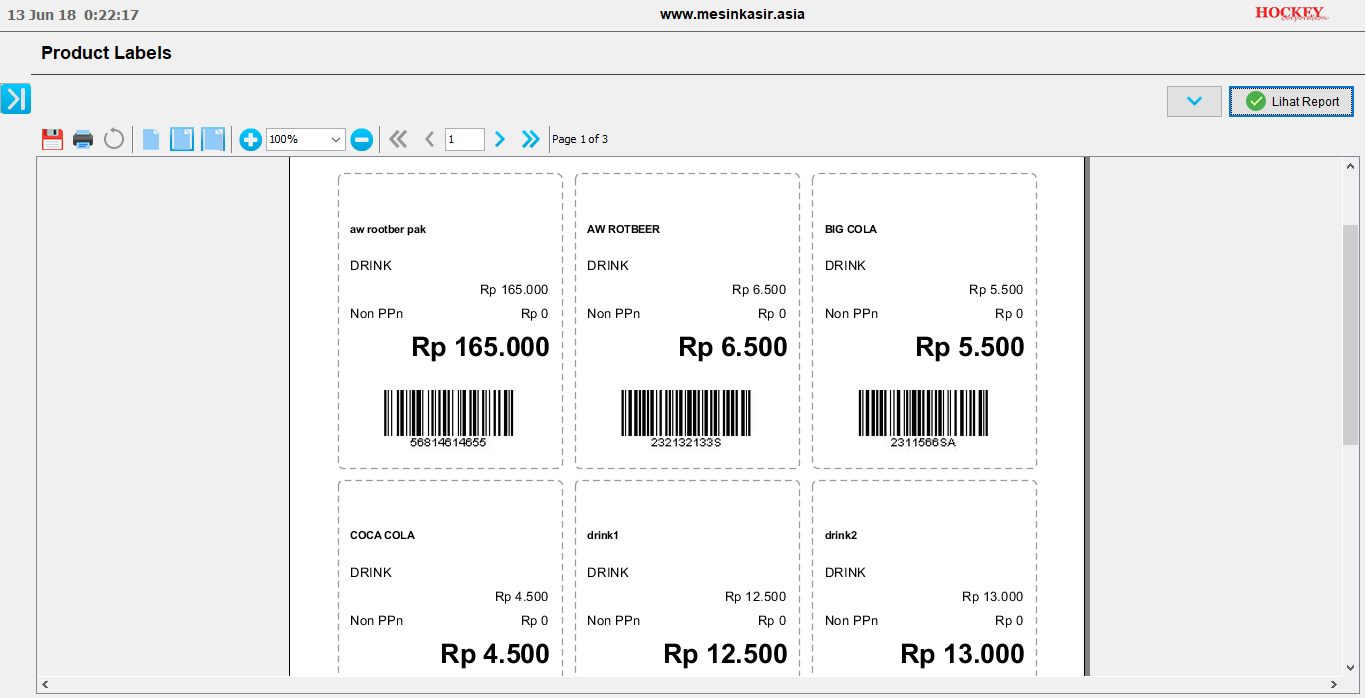 13 Jun 18 0:22:17
www.mesinkasir.asia
HOCKEY
Corporation
Product Labels
Lihat Report
100%
1
Page 1 of 3
aw rootber pak
AW ROTBEER
BIG COLA
DRINK
DRINK
DRINK
Rp 165.000
Rp 6.500
Rp 5.500
Non PPn Rp 0
Non PPn Rp 0
Non PPn Rp 0
Rp 165.000
Rp 6.500
Rp 5.500
56814614655
232132133S
2311566SA
COCA COLA
drink1
drink2
DRINK
DRINK
DRINK
Rp 4.500
Rp 12.500
Rp 13.000
Non PPn Rp 0
Non PPn Rp 0
Non PPn Rp 0
Rp 4.500
Rp 12.500
Rp 13.000